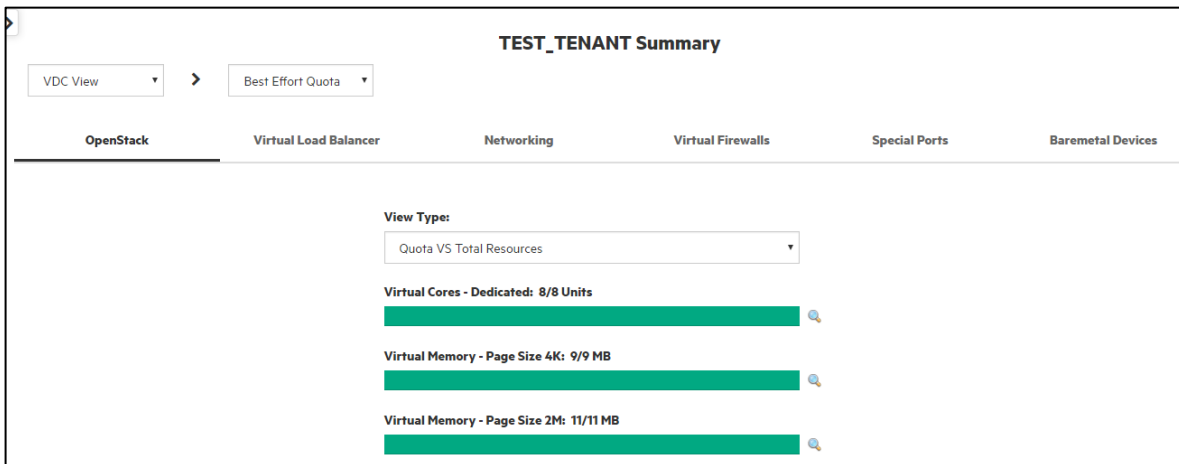 TEST_TENANT Summary
VDC View
Best Effort Quota
OpenStack Virtual Load Balancer Networking Virtual Firewalls Special Ports Baremetal Devices
View Type:
Quota VS Total Resources
Virtual Cores - Dedicated: 8/8 Units
Virtual Memory - Page Size 4K: 9/9 MB
Virtual Memory - Page Size 2M: 11/11 MB